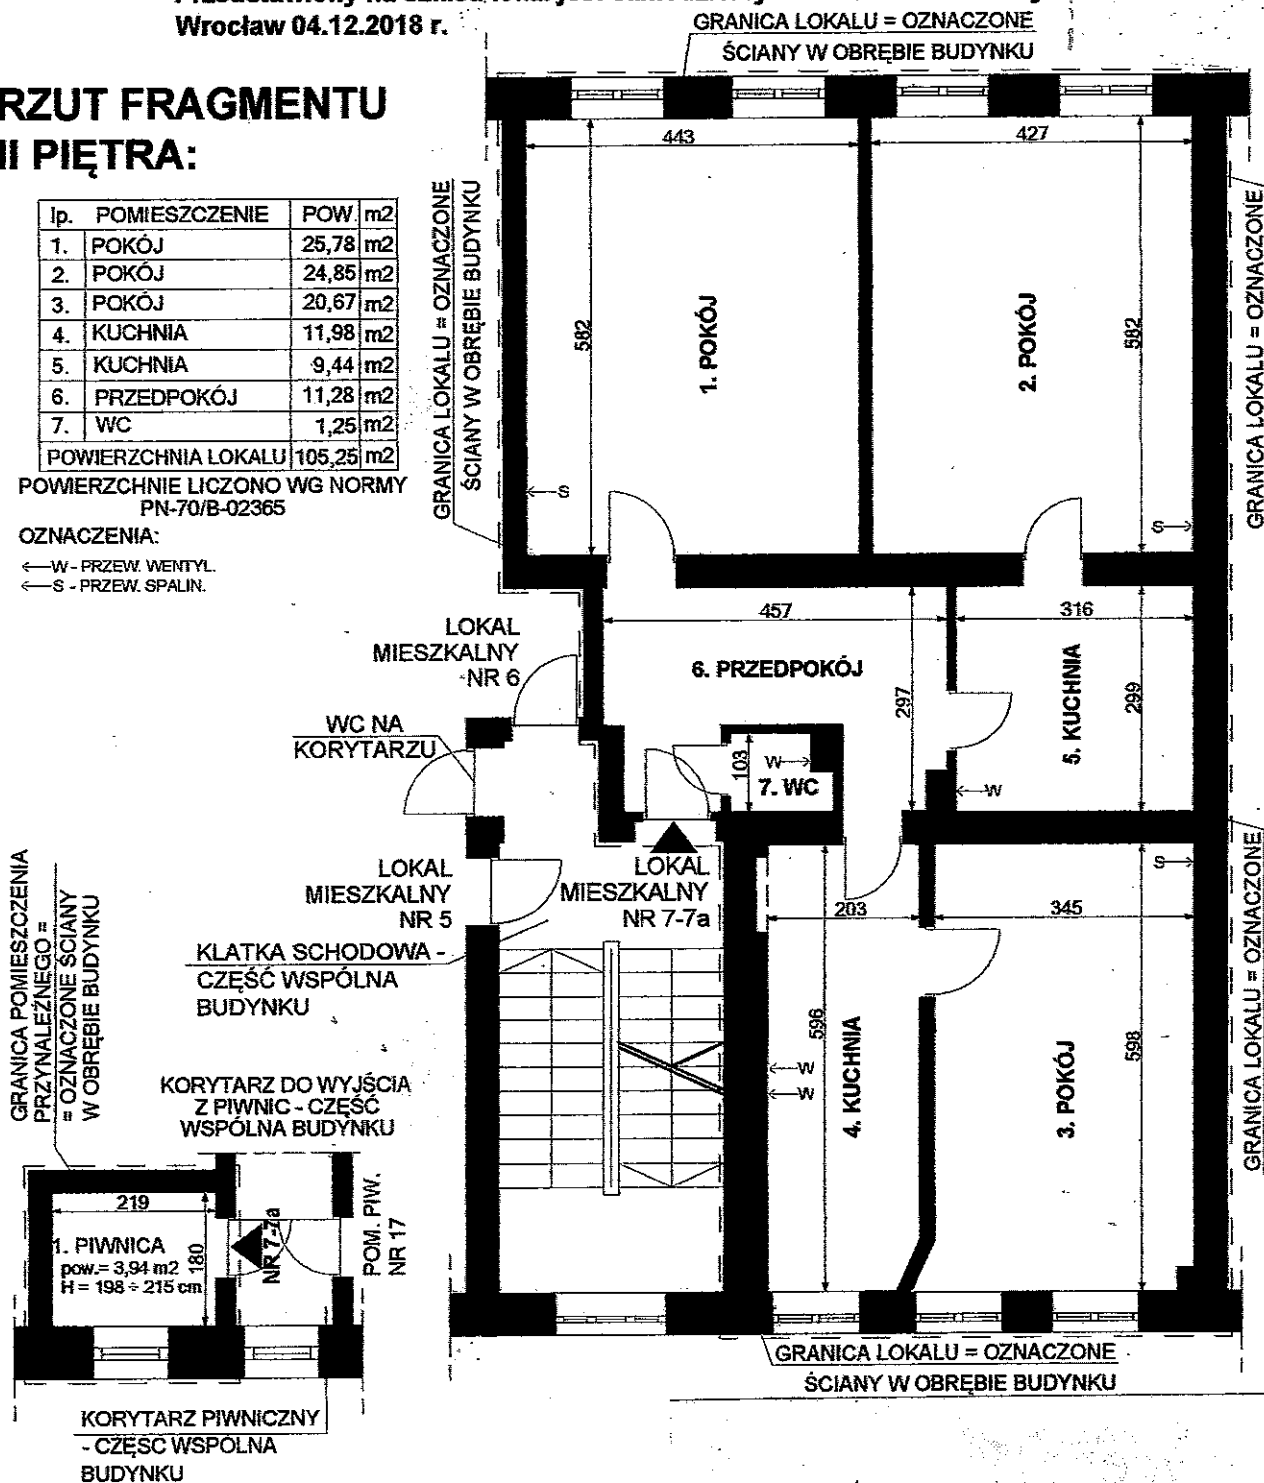 Wrocław 04.12.2018 r.
RZUT FRAGMENTU
II PIĘTRA:
lp. POMIESZCZENIE POW. m2
1. POKÓJ 25,78 m2
2. POKÓJ 24,85 m2
3. POKÓJ 20,67 m2
4. KUCHNIA 11,98 m2
5. KUCHNIA 9,44 m2
6. PRZEDPOKÓJ 11,28 m2
7. WC 1,25 m2
POWIERZCHNIA LOKALU 105,25 m2
POWIERZCHNIE LICZONO WG NORMY
PN-70/B-02365
OZNACZENIA:
W - PRZEW. WENTYL.
S - PRZEW. SPALIN.
GRANICA LOKALU = OZNACZONE
ŚCIANY W OBRĘBIE BUDYNKU
GRANICA LOKALU = OZNACZONE
ŚCIANY W OBRĘBIE BUDYNKU
GRANICA LOKALU = OZNACZONE
443
427
582
1. POKÓJ
2. POKÓJ
582
S
S
LOKAL
MIESZKALNY
NR 6
457
316
6. PRZEDPOKÓJ
297
5. KUCHNIA
299
WC NA
KORYTARZU
103
W
7. WC
W
LOKAL
MIESZKALNY
NR 5
LOKAL
MIESZKALNY
NR 7-7a
S
203
345
KLATKA SCHODOWA -
CZĘŚĆ WSPÓLNA
BUDYNKU
596
W
W
4. KUCHNIA
3. POKÓJ
598
GRANICA LOKALU = OZNACZONE
GRANICA POMIESZCZENIA
PRZYNALEŻNEGO =
= OZNACZONE ŚCIANY
W OBRĘBIE BUDYNKU
KORYTARZ DO WYJŚCIA
Z PIWNIC - CZĘŚĆ
WSPÓLNA BUDYNKU
219
1. PIWNICA
pow.= 3,94 m2
H = 198 ÷ 215 cm
180
NR 7-7a
POM. PIW.
NR 17
GRANICA LOKALU = OZNACZONE
ŚCIANY W OBRĘBIE BUDYNKU
KORYTARZ PIWNICZNY
- CZĘŚC WSPÓLNA
BUDYNKU